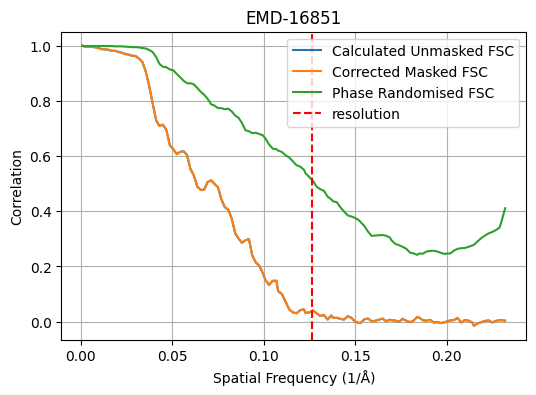 EMD-16851
Calculated Unmasked FSC
Corrected Masked FSC
Phase Randomised FSC
resolution
1.0
0.8
0.6
0.4
0.2
0.0
Correlation
0.00
0.05
0.10
0.15
0.20
Spatial Frequency (1/Å)